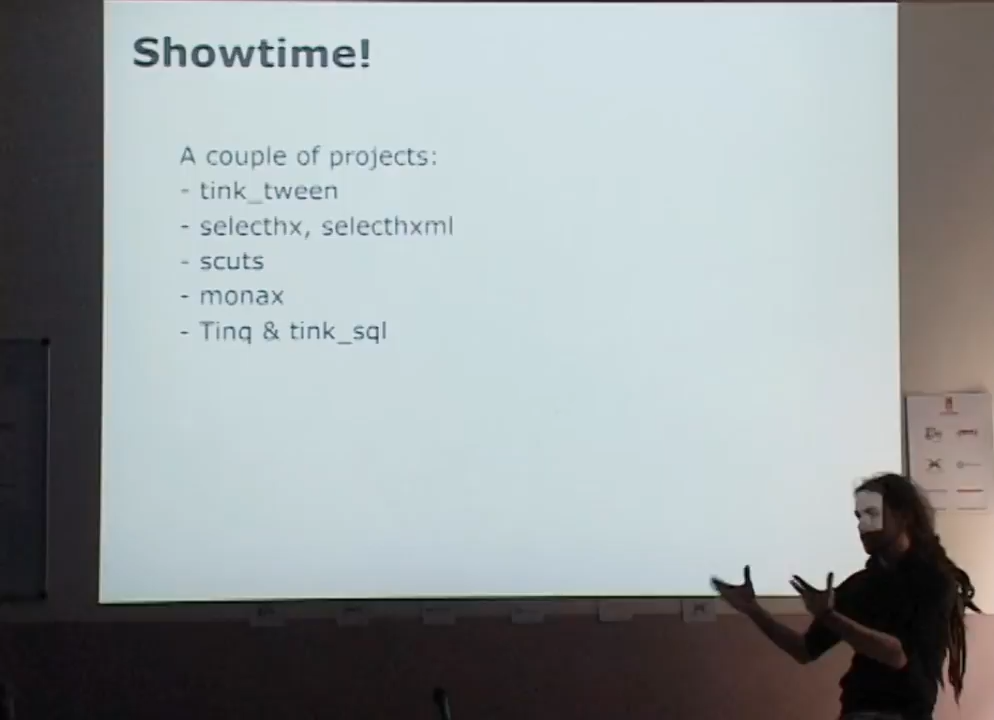 Showtime!
A couple of projects:
- tink_tween
- selecthx, selecthxml
- scuts
- monax
- Tinq & tink_sql